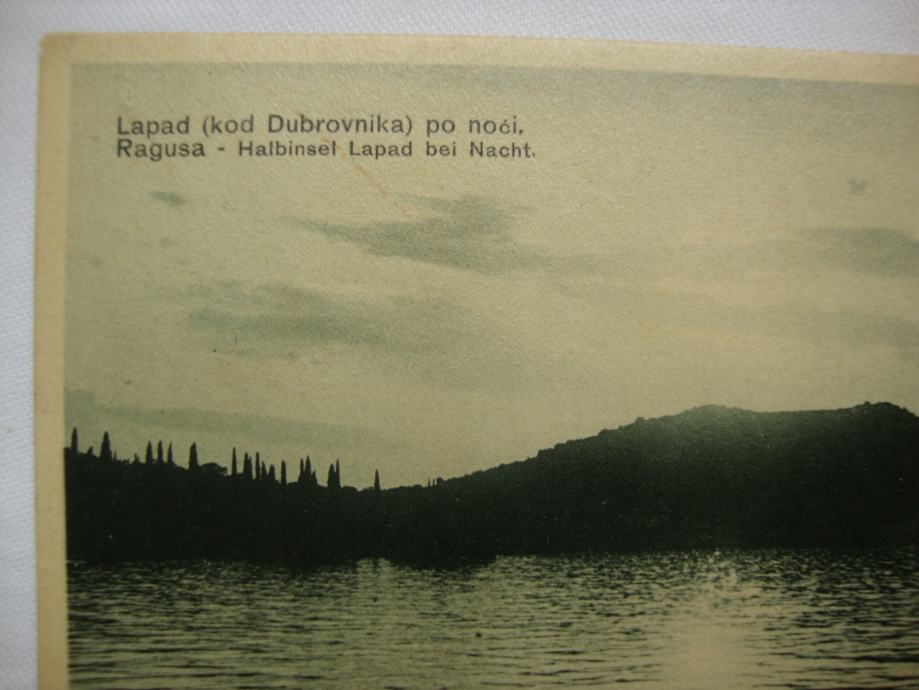 Lapad (kod Dubrovnika) po noći.
Ragusa - Halbinsel Lapad bei Nacht.